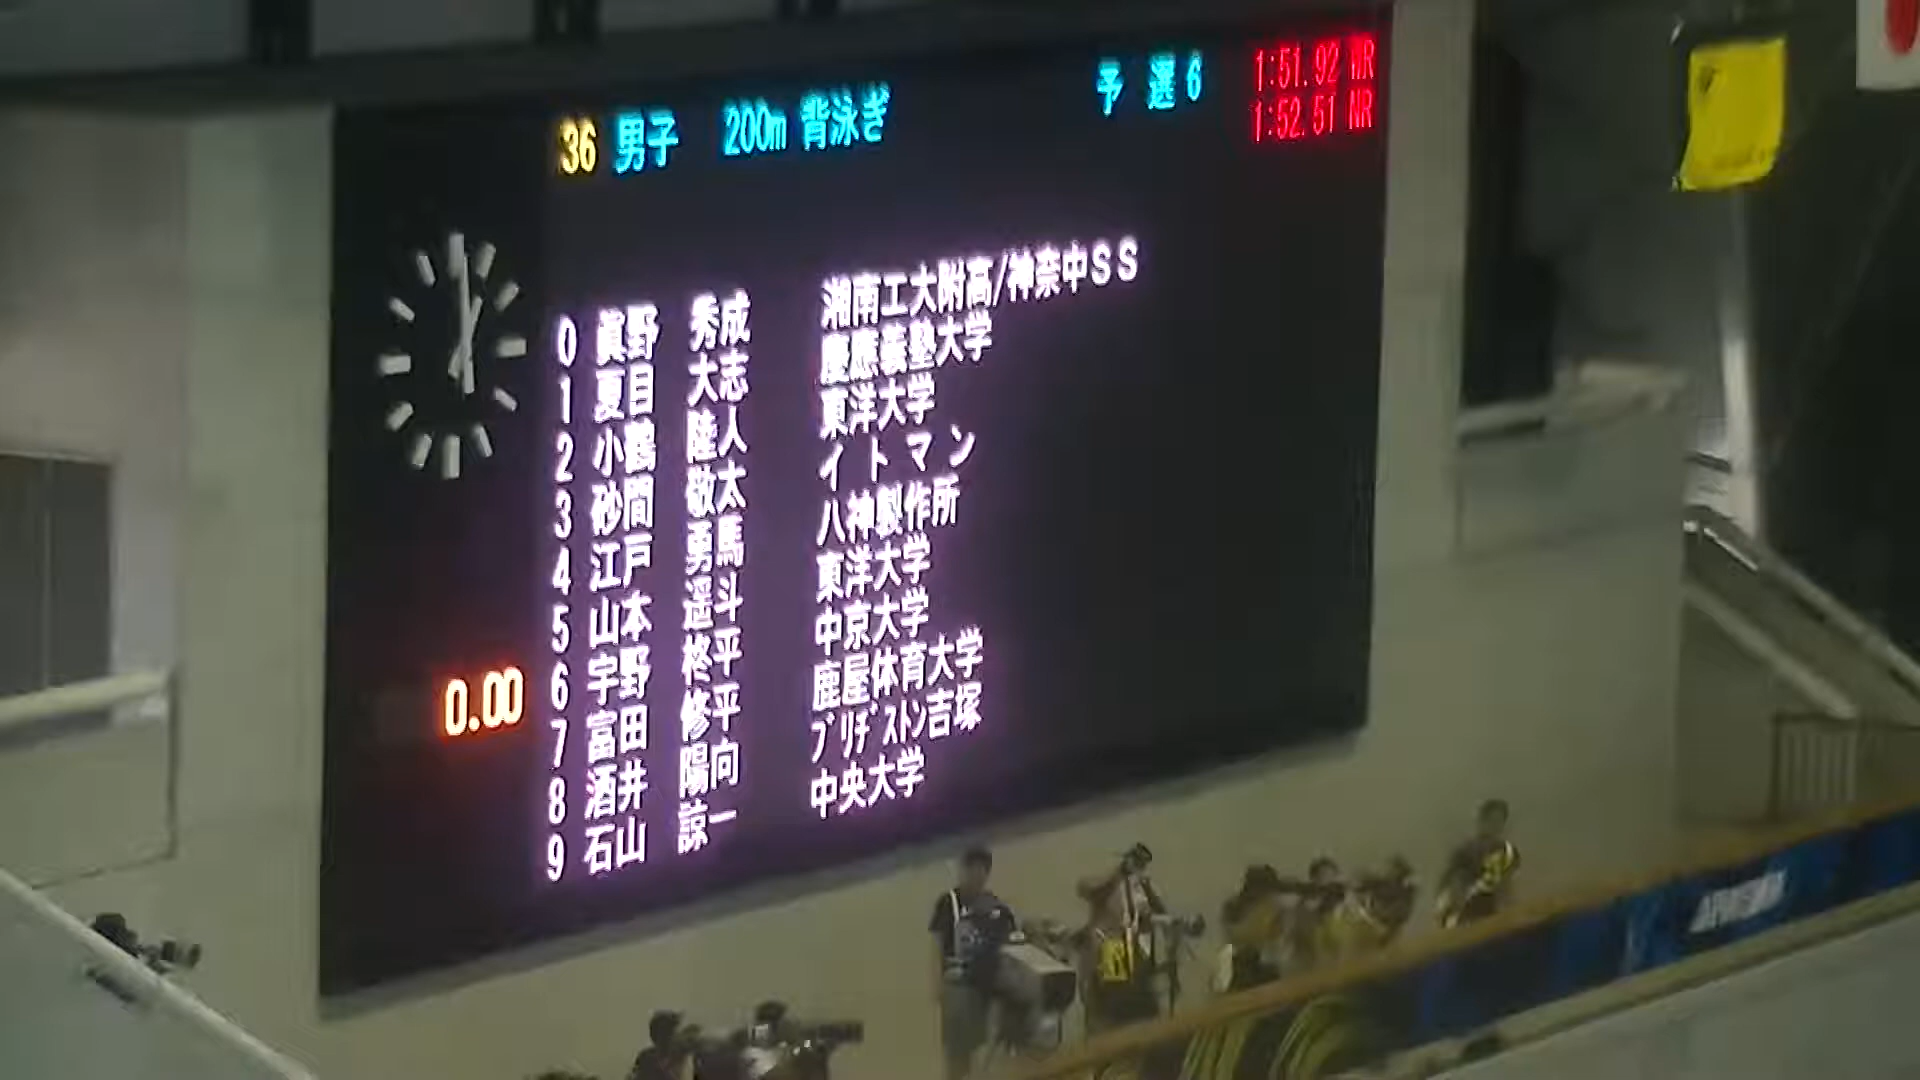 36 男子 200m 背泳ぎ 予選6 1:51.92 WR
1:52.51 NR
0 眞野 秀成 湘南工大附高/神奈中SS
1 夏目 大志 慶應義塾大学
2 小鶴 陸人 東洋大学
3 砂間 敬太 イトマン
4 江戸 勇馬 八神製作所
5 山本 遥斗 東洋大学
6 宇野 柊平 中京大学
7 富田 修平 鹿屋体育大学
8 酒井 陽向 ブリヂストン吉塚
9 石山 諒一 中央大学
0.00